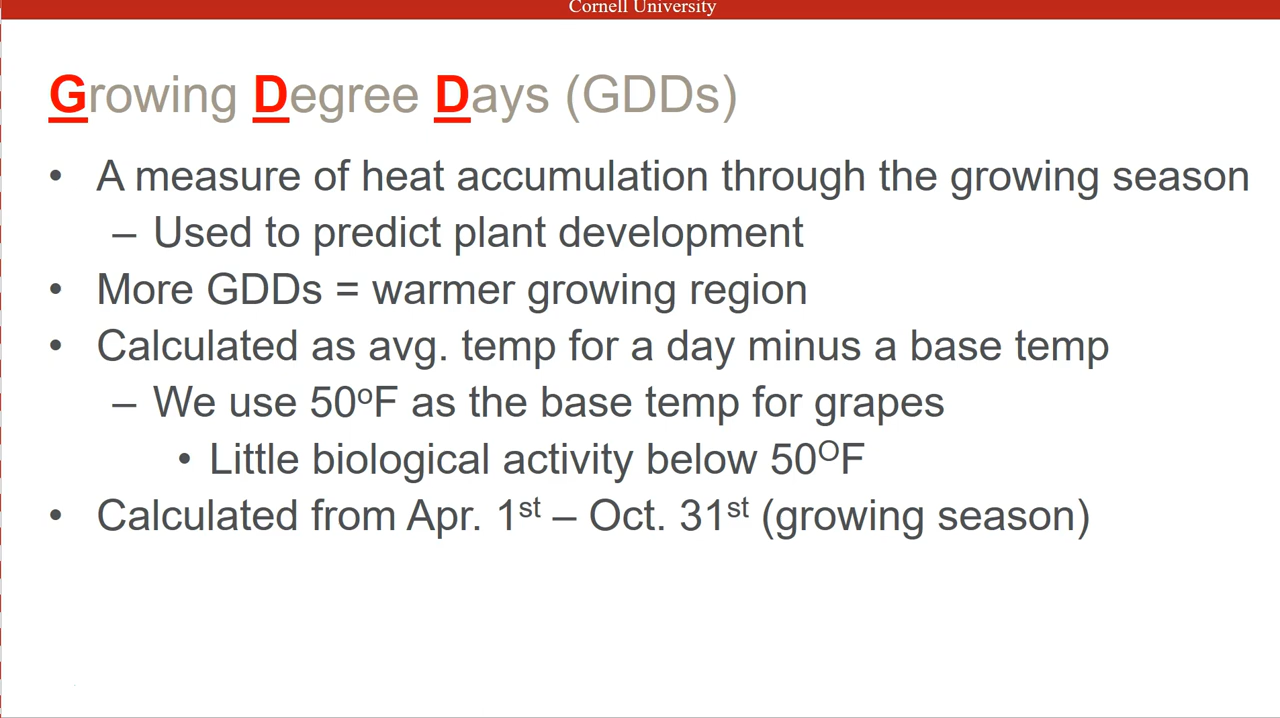 Cornell University
Growing Degree Days (GDDs)
• A measure of heat accumulation through the growing season
– Used to predict plant development
• More GDDs = warmer growing region
• Calculated as avg. temp for a day minus a base temp
– We use 50ºF as the base temp for grapes
• Little biological activity below 50ᴼF
• Calculated from Apr. 1st – Oct. 31st (growing season)